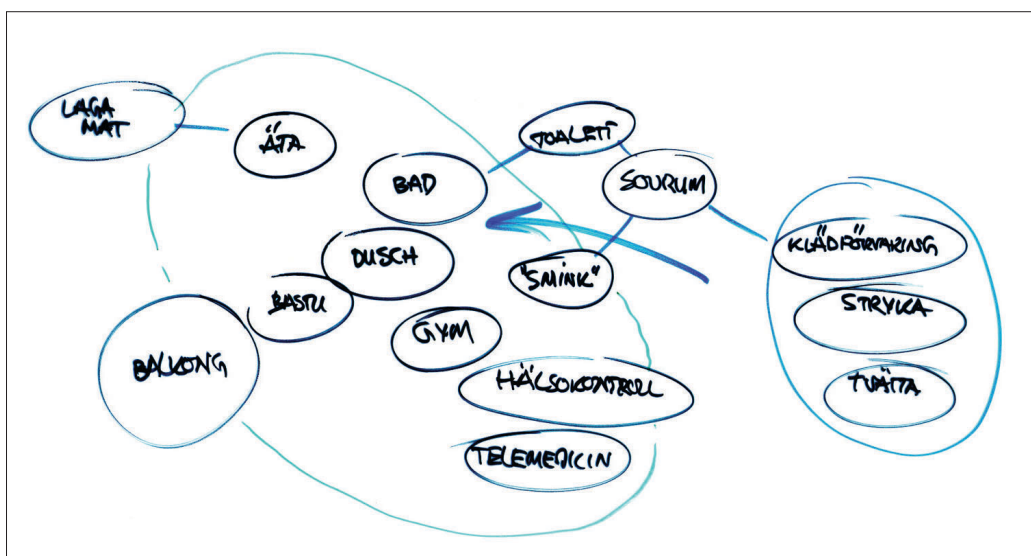 LAGA
MAT
ÄTA
TOALETT
BAD
SOVRUM
DUSCH
"SMINK"
KLÄDFÖRVARING
BASTU
STRYKA
GYM
BALKONG
HÄLSOKONTROLL
TVÄTTA
TELEMEDICIN